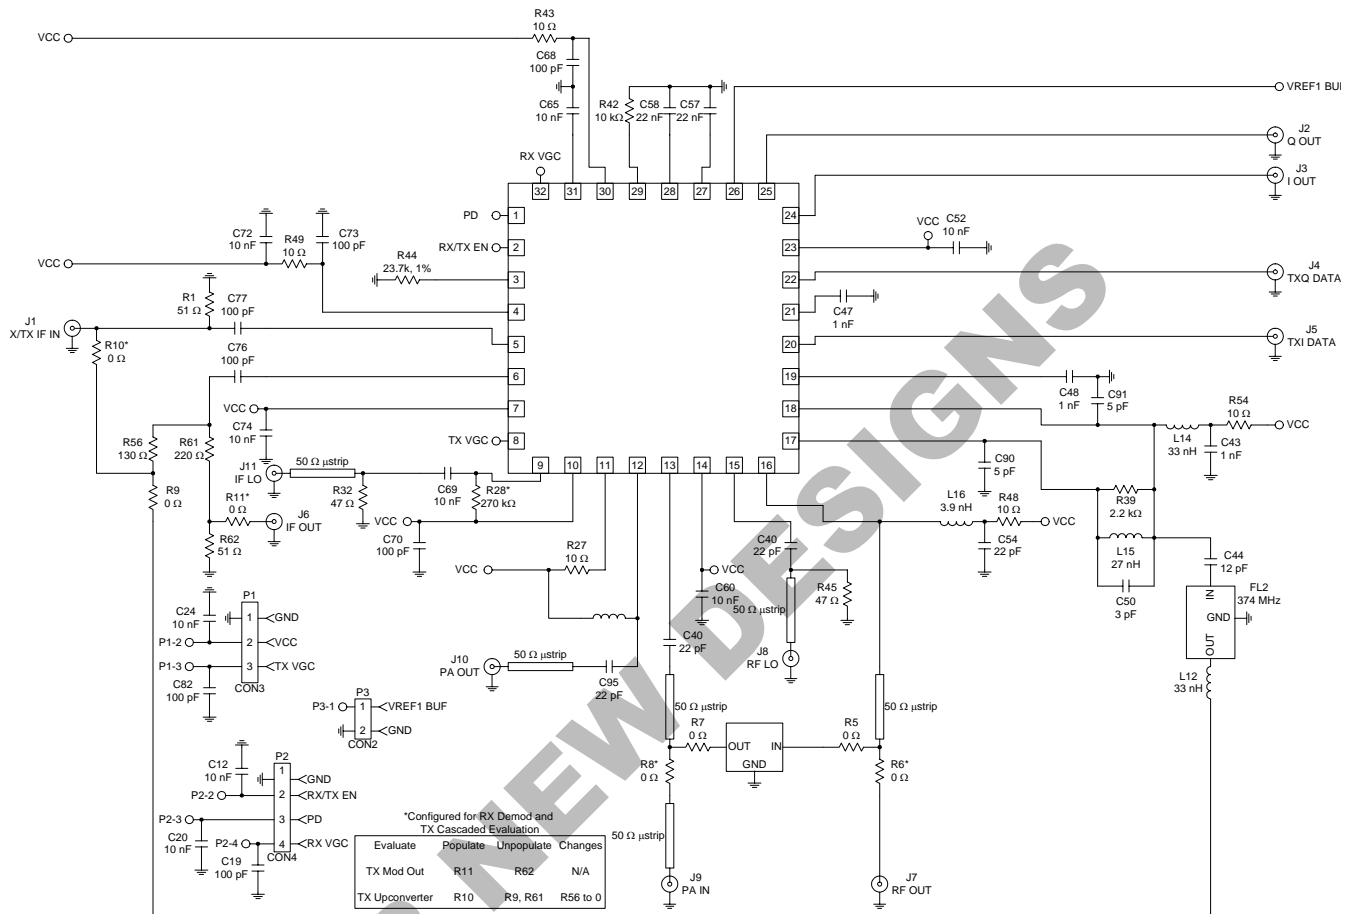 R43
10 Ω
VCC
C68
100 pF
C65
10 nF
R42
10 kΩ
C58
22 nF
C57
22 nF
VREF1 BUI
J2
Q OUT
J3
I OUT
RX VGC
32
31
30
29
28
27
26
25
PD
1
24
C72
10 nF
R49
10 Ω
C73
100 pF
VCC
R44
23.7k, 1%
RX/TX EN
2
3
4
23
VCC
C52
10 nF
22
J4
TXQ DATA
21
C47
1 nF
J1
X/TX IF IN
R1
51 Ω
C77
100 pF
R10*
0 Ω
C76
100 pF
5
20
J5
TXI DATA
6
19
C48
1 nF
C91
5 pF
VCC
7
C74
10 nF
18
R54
10 Ω
VCC
L14
33 nH
C43
1 nF
R56
130 Ω
R61
220 Ω
TX VGC
8
17
C90
5 pF
9
10
11
12
13
14
15
16
J11
IF LO
50 Ω μstrip
R32
47 Ω
C69
10 nF
R28*
270 kΩ
R9
0 Ω
R11*
0 Ω
J6
IF OUT
R62
51 Ω
VCC
C70
100 pF
L16
3.9 nH
R48
10 Ω
VCC
C54
22 pF
R39
2.2 kΩ
L15
27 nH
C50
3 pF
C44
12 pF
R27
10 Ω
VCC
VCC
C60
10 nF
C40
22 pF
50 Ω μstrip
R45
47 Ω
FL2
374 MHz
IN
GND
OUT
C24
10 nF
P1
1
GND
P1-2
2
VCC
P1-3
3
TX VGC
C82
100 pF
CON3
J10
PA OUT
50 Ω μstrip
C95
22 pF
C40
22 pF
J8
RF LO
L12
33 nH
P3
P3-1
1
VREF1 BUF
2
GND
CON2
50 Ω μstrip
50 Ω μstrip
R7
0 Ω
OUT
IN
GND
R5
0 Ω
R8*
0 Ω
R6*
0 Ω
C12
10 nF
P2
1
GND
P2-2
2
RX/TX EN
P2-3
3
PD
C20
10 nF
P2-4
4
RX VGC
C19
100 pF
CON4
50 Ω μstrip
J9
PA IN
J7
RF OUT
*Configured for RX Demod and
TX Cascaded Evaluation
Evaluate Populate Unpopulate Changes
TX Mod Out R11 R62 N/A
TX Upconverter R10 R9, R61 R56 to 0
NEW DESIGNS